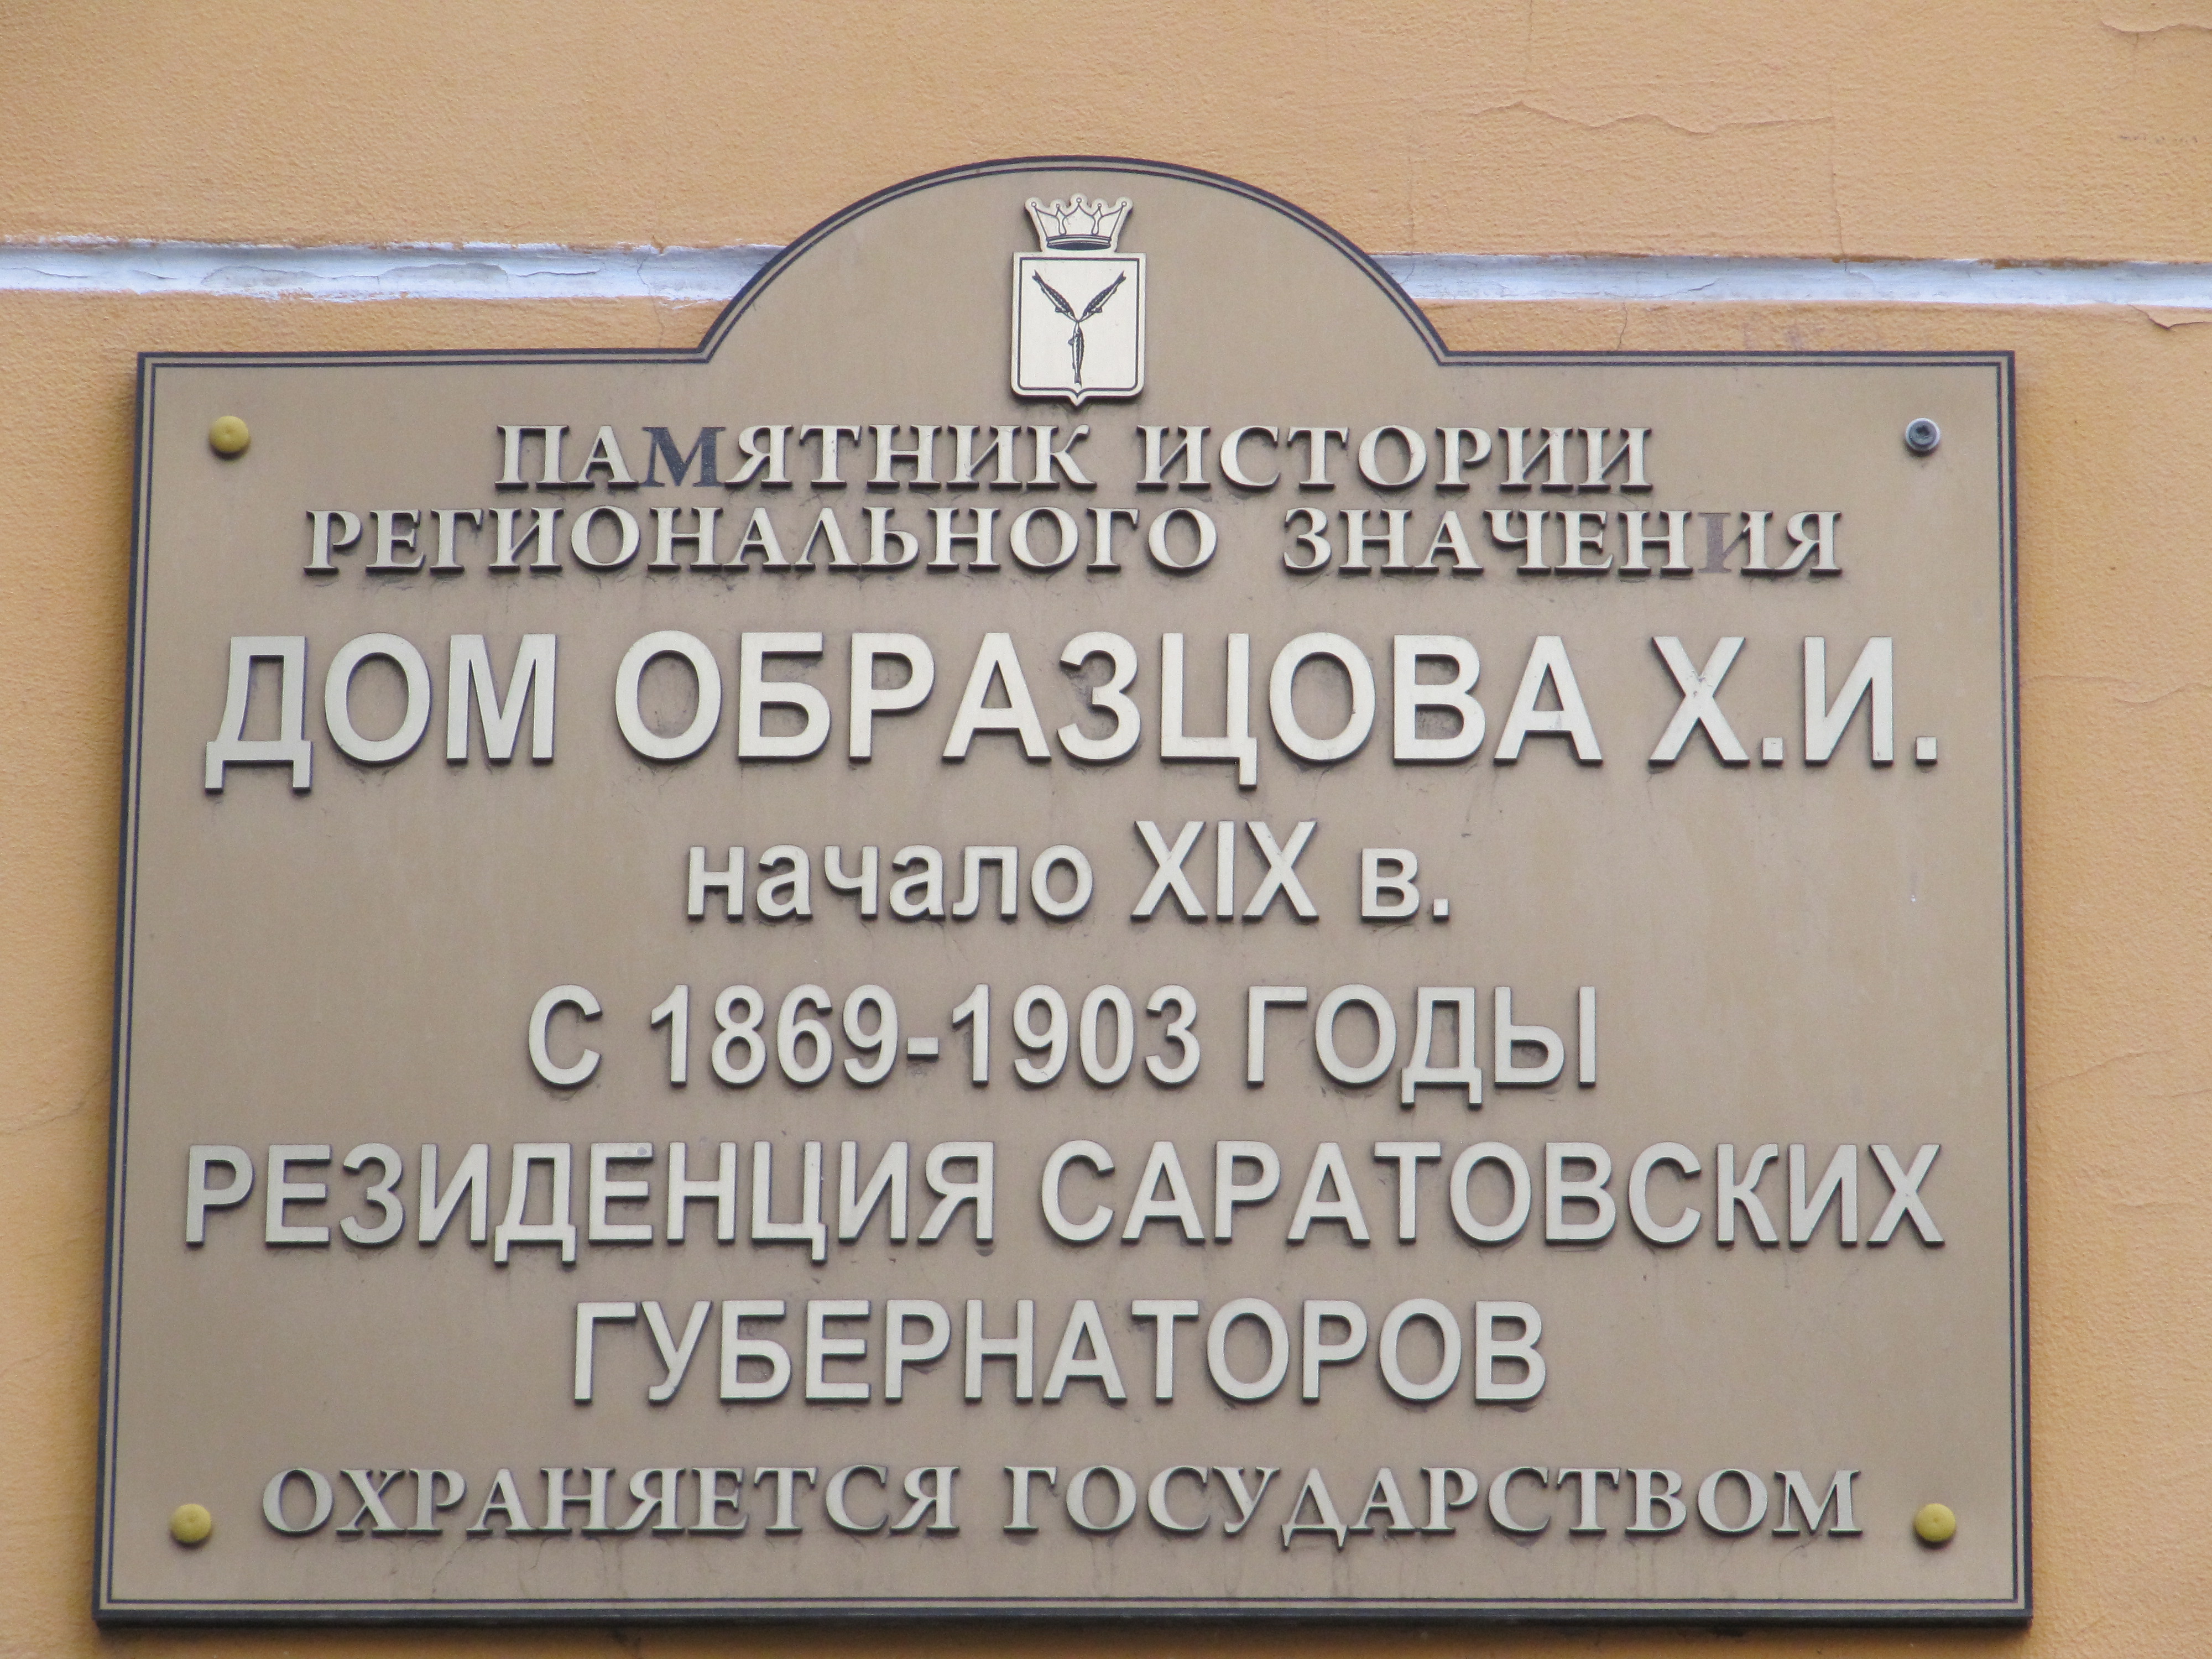 ПАМЯТНИК ИСТОРИИ
РЕГИОНАЛЬНОГО ЗНАЧЕНИЯ
ДОМ ОБРАЗЦОВА Х.И.
начало XIX в.
С 1869-1903 ГОДЫ
РЕЗИДЕНЦИЯ САРАТОВСКИХ
ГУБЕРНАТОРОВ
ОХРАНЯЕТСЯ ГОСУДАРСТВОМ